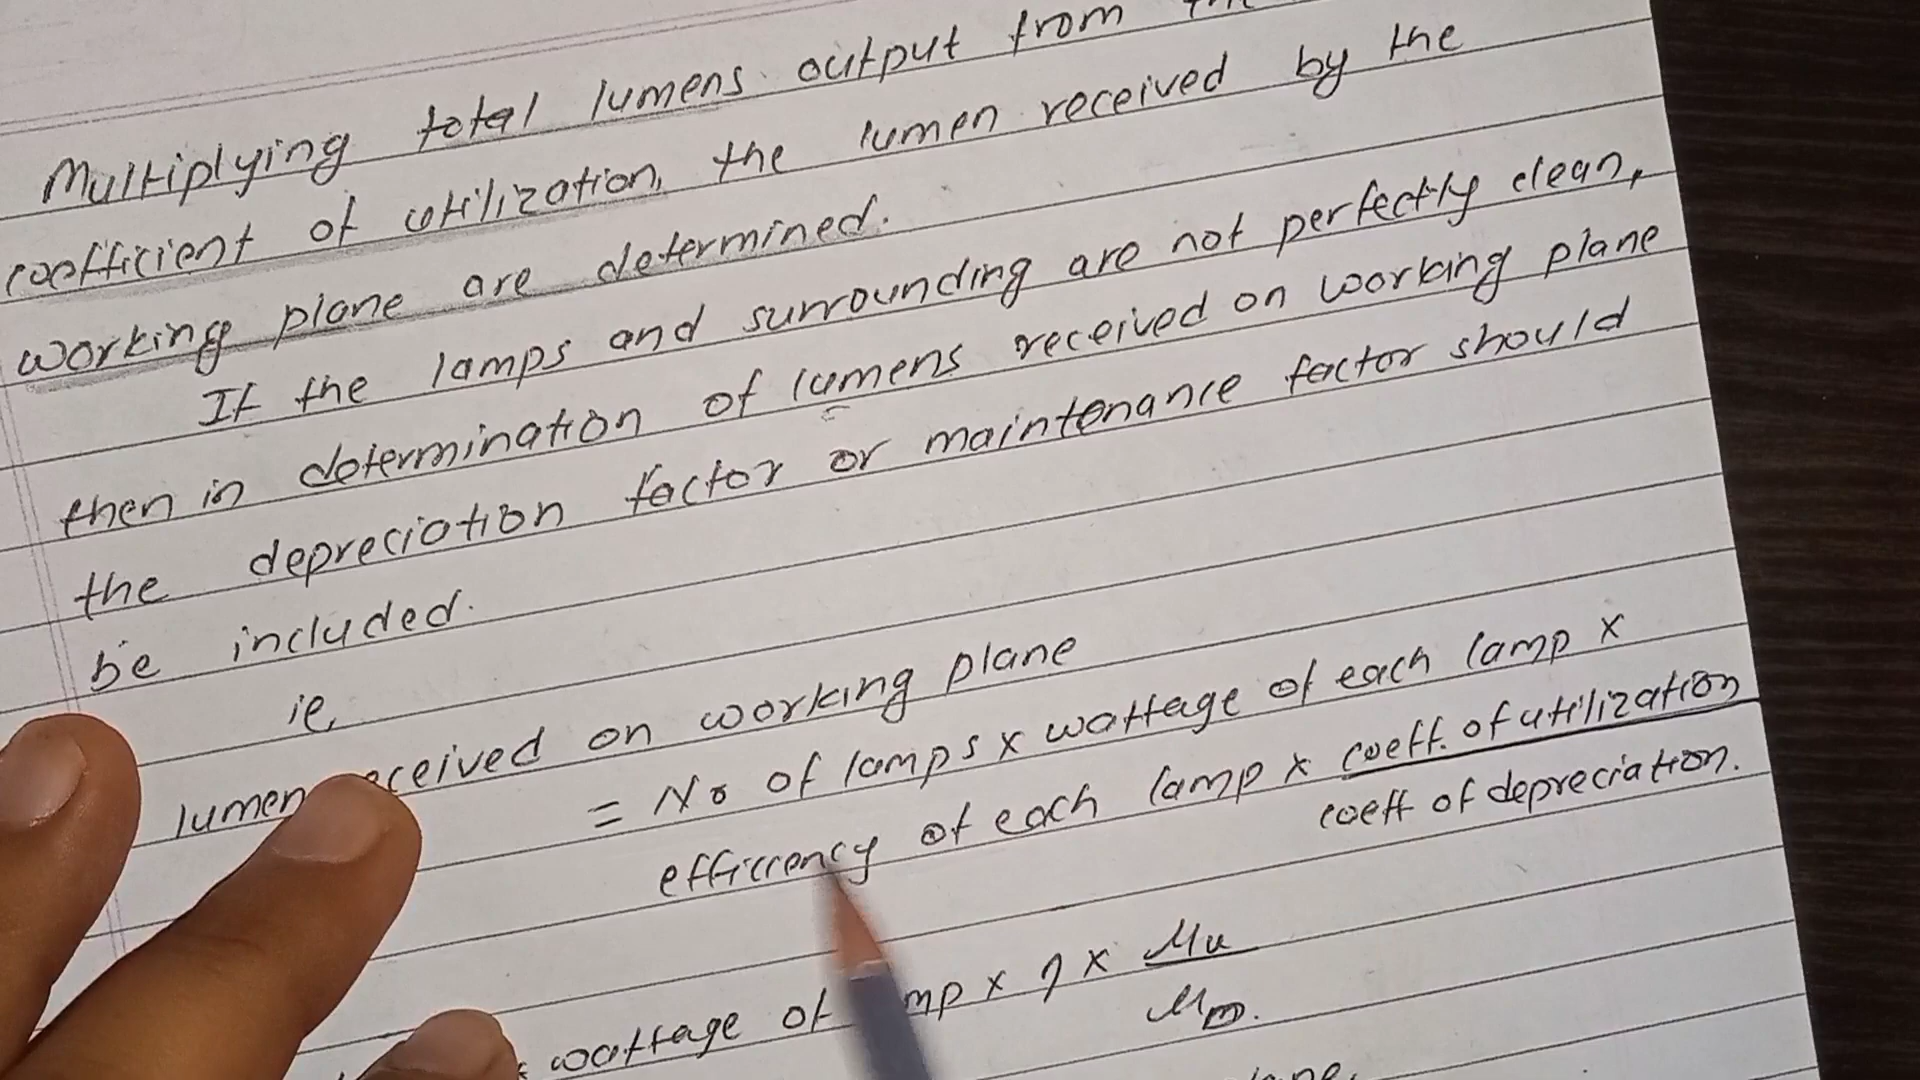 Multiplying total lumens output from
coefficient of utilization, the lumen received by the
working plane are determined.
If the lamps and surrounding are not perfectly clean,
then in determination of lumens received on working plane
the depreciation factor or maintenance factor should
be included.
ie,
lumen received on working plane
= No of lamps x wattage of each lamp x
efficiency of each lamp x coeff. of utilization
coeff of depreciation.
wattage of mp x η x Mu
Mm.